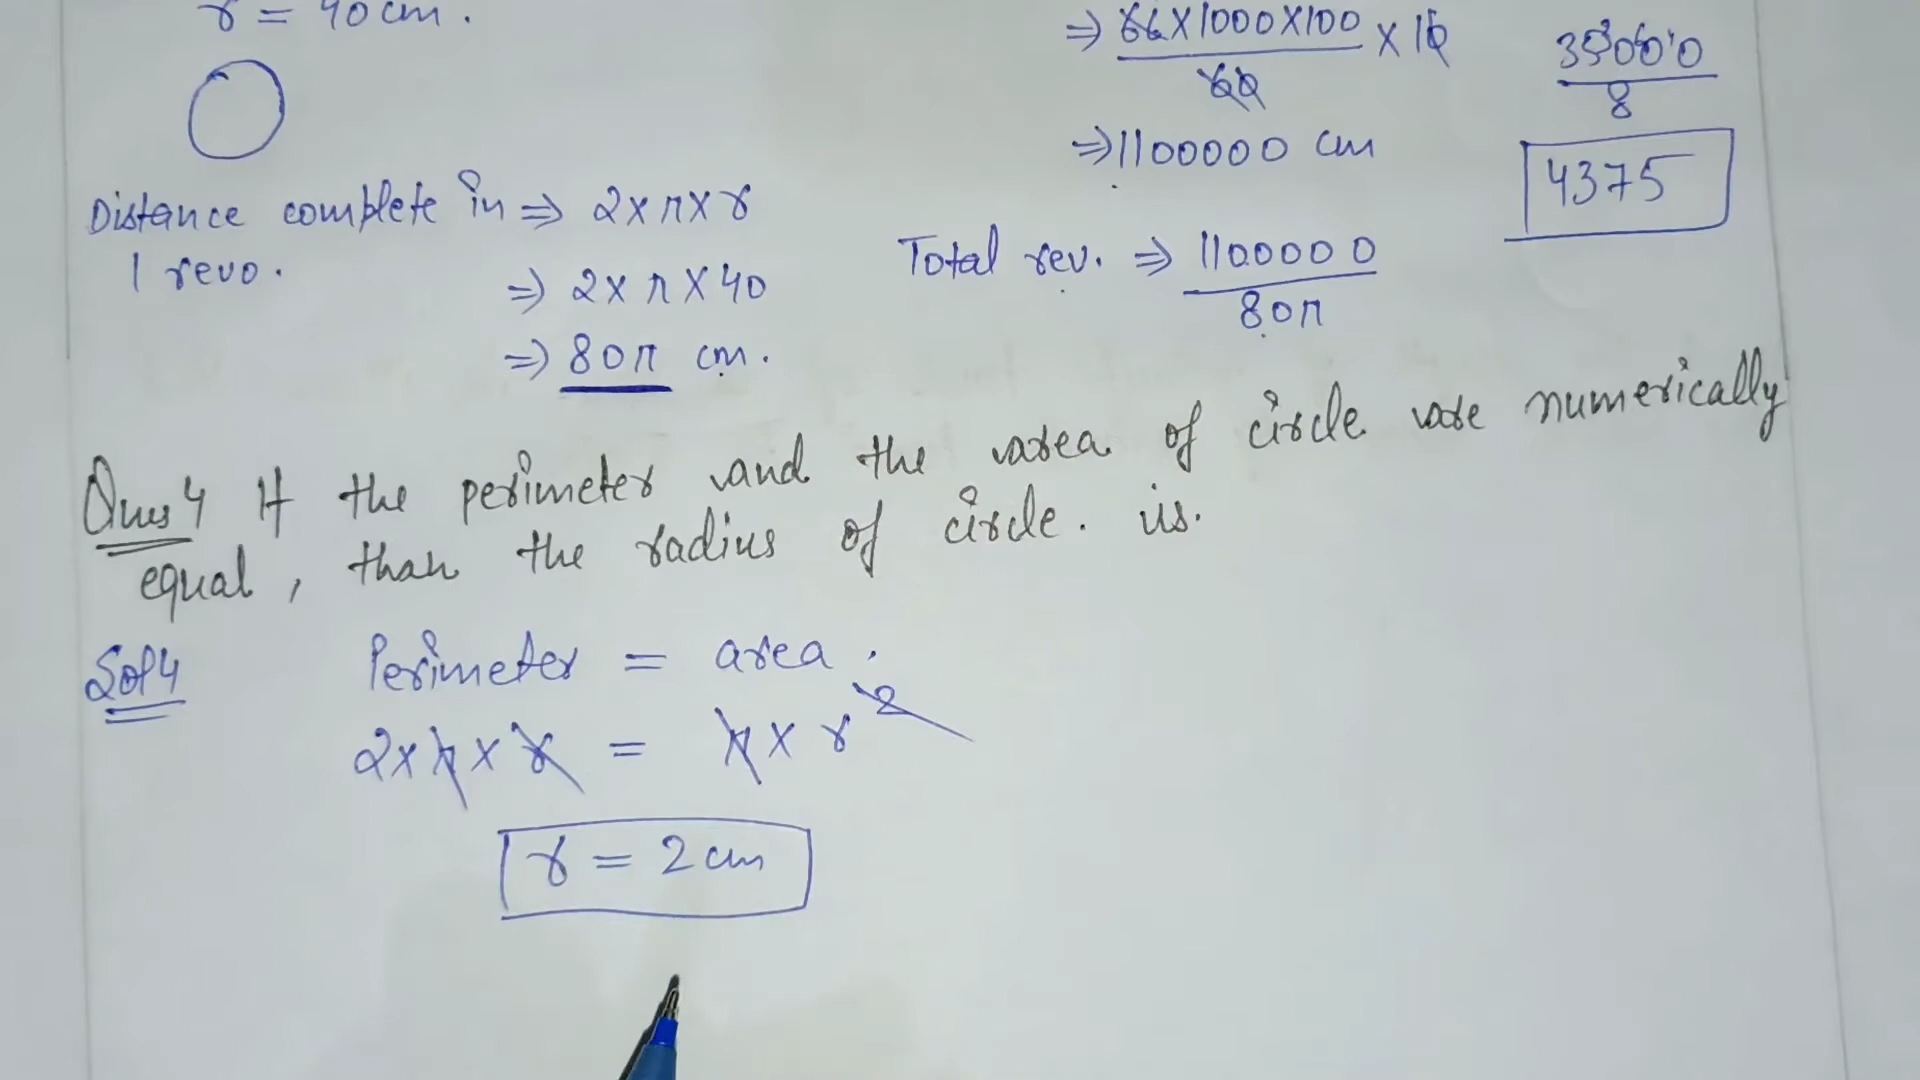 r = 40 cm.
Distance complete in ⇒ 2×π×r
1 revo.
⇒ 2×π×40
⇒ 80π cm.
⇒ 66×1000×100 × 10
60
⇒ 1100000 cm
Total rev. ⇒ 1100000
80π
35000
8
4375
Ques 4 If the perimeter and the area of circle are numerically
equal, than the radius of circle. is.
Sol 4
Perimeter = area.
2×π×r = π×r²
r = 2 cm